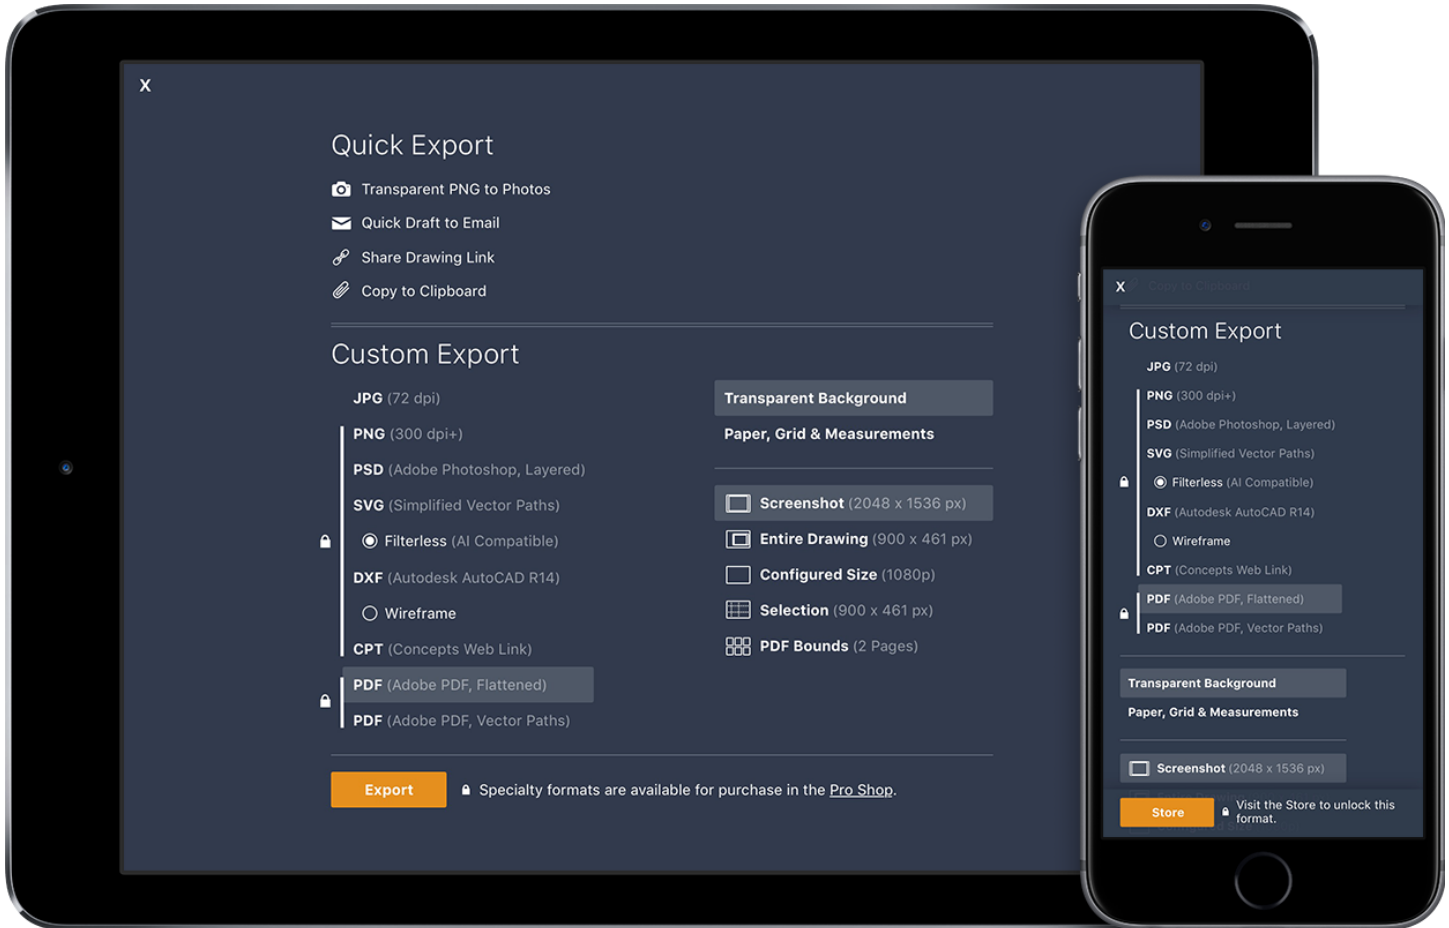 X
Quick Export
Transparent PNG to Photos
Quick Draft to Email
Share Drawing Link
Copy to Clipboard
Custom Export
JPG (72 dpi)
PNG (300 dpi+)
PSD (Adobe Photoshop, Layered)
SVG (Simplified Vector Paths)
Filterless (AI Compatible)
DXF (Autodesk AutoCAD R14)
Wireframe
CPT (Concepts Web Link)
PDF (Adobe PDF, Flattened)
PDF (Adobe PDF, Vector Paths)
Transparent Background
Paper, Grid & Measurements
Screenshot (2048 x 1536 px)
Entire Drawing (900 x 461 px)
Configured Size (1080p)
Selection (900 x 461 px)
PDF Bounds (2 Pages)
Export
Specialty formats are available for purchase in the Pro Shop.
X
Copy to Clipboard
Custom Export
JPG (72 dpi)
PNG (300 dpi+)
PSD (Adobe Photoshop, Layered)
SVG (Simplified Vector Paths)
Filterless (AI Compatible)
DXF (Autodesk AutoCAD R14)
Wireframe
CPT (Concepts Web Link)
PDF (Adobe PDF, Flattened)
PDF (Adobe PDF, Vector Paths)
Transparent Background
Paper, Grid & Measurements
Screenshot (2048 x 1536 px)
Store
Visit the Store to unlock this
format.